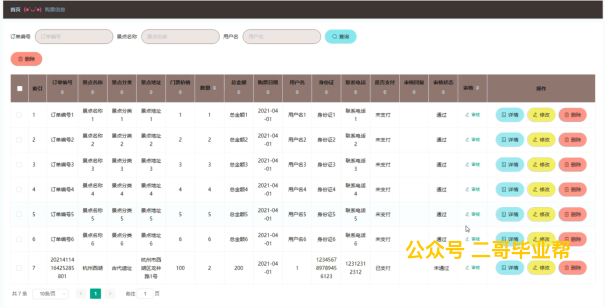 首页 (●'◡'●) 购票信息
订单编号 订单编号 景点名称 景点名称 用户名 用户名 查询
删除
索引 订单编号 景点名称 景点分类 景点地址 门票价格 数量 总金额 购票日期 用户名 身份证 联系电话 是否支付 审核回复 审核状态 审核 操作
1 订单编号1 景点名称1 景点分类1 景点地址1 1 1 总金额1 2021-04-01 用户名1 身份证1 联系电话1 未支付 通过 审核 详情 修改 删除
2 订单编号2 景点名称2 景点分类2 景点地址2 2 2 总金额2 2021-04-01 用户名2 身份证2 联系电话2 未支付 通过 审核 详情 修改 删除
3 订单编号3 景点名称3 景点分类3 景点地址3 3 3 总金额3 2021-04-01 用户名3 身份证3 联系电话3 未支付 通过 审核 详情 修改 删除
4 订单编号4 景点名称4 景点分类4 景点地址4 4 4 总金额4 2021-04-01 用户名4 身份证4 联系电话4 未支付 通过 审核 详情 修改 删除
5 订单编号5 景点名称5 景点分类5 景点地址5 5 5 总金额5 2021-04-01 用户名5 身份证5 联系电话5 未支付 通过 审核 详情 修改 删除
6 订单编号6 景点名称6 景点分类6 景点地址6 6 6 总金额6 2021-04-01 用户名6 身份证6 联系电话6 未支付 通过 审核 详情 修改 删除
公众号 二哥毕业帮
7 2021411416425285801 杭州西湖 古代遗址 杭州市西湖区龙井路1号 100 2 200 2021-04-01 1 123456789789456123 12312312312 已支付 未通过 审核 详情 修改 删除
共 7 条 10条/页 1 前往 1 页